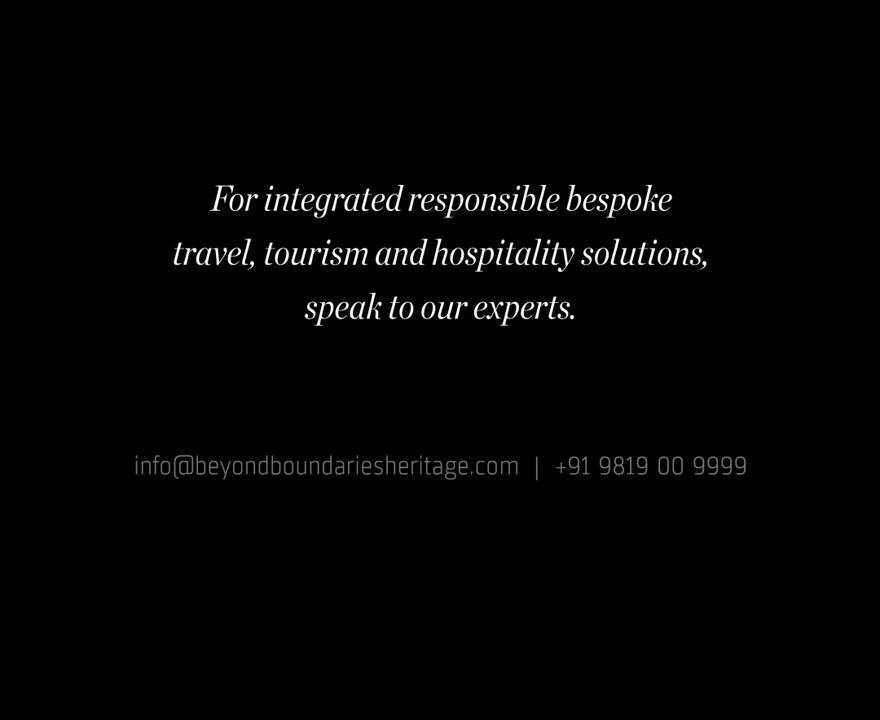 For integrated responsible bespoke
travel, tourism and hospitality solutions,
speak to our experts.
info@beyondboundariesheritage.com | +91 9819 00 9999